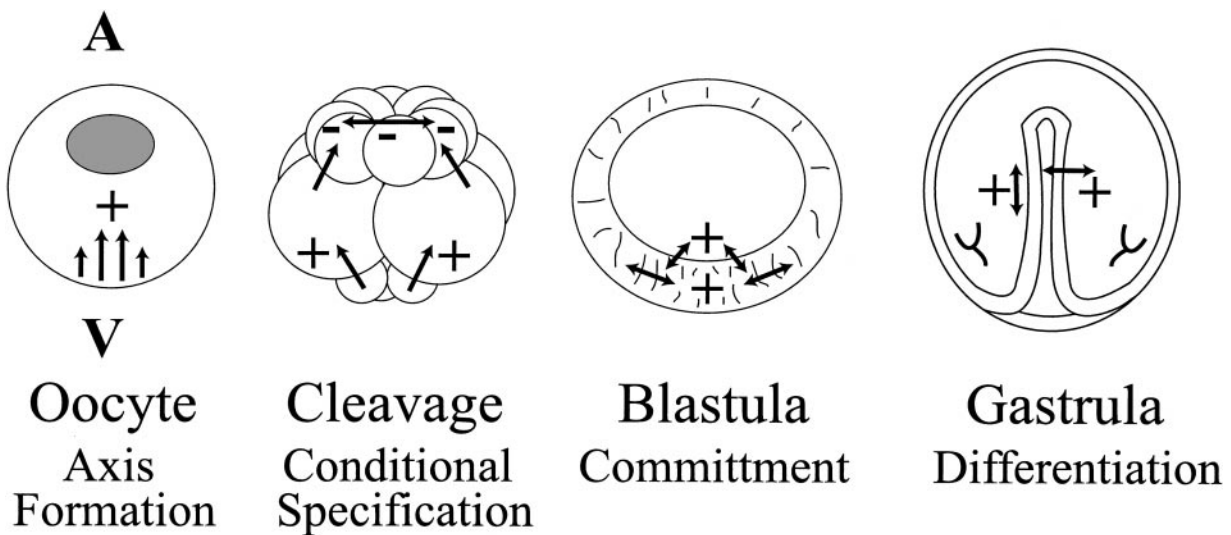 A
V
Oocyte
Axis
Formation
Cleavage
Conditional
Specification
Blastula
Committment
Gastrula
Differentiation